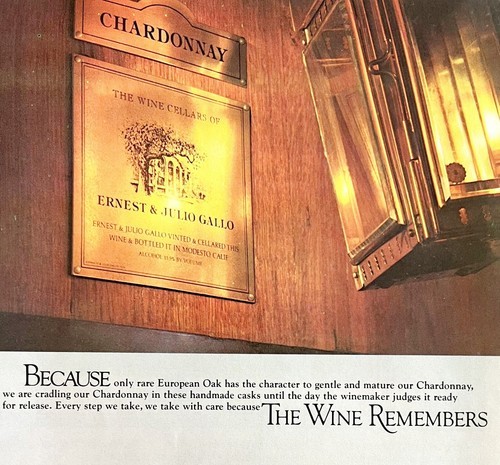 CHARDONNAY
THE WINE CELLARS OF
ERNEST & JULIO GALLO
ERNEST & JULIO GALLO VINTED & CELLARED THIS
WINE & BOTTLED IT IN MODESTO CALIF
ALCOHOL BY VOLUME
BECAUSE only rare European Oak has the character to gentle and mature our Chardonnay,
we are cradling our Chardonnay in these handmade casks until the day the winemaker judges it ready
for release. Every step we take, we take with care because THE WINE REMEMBERS